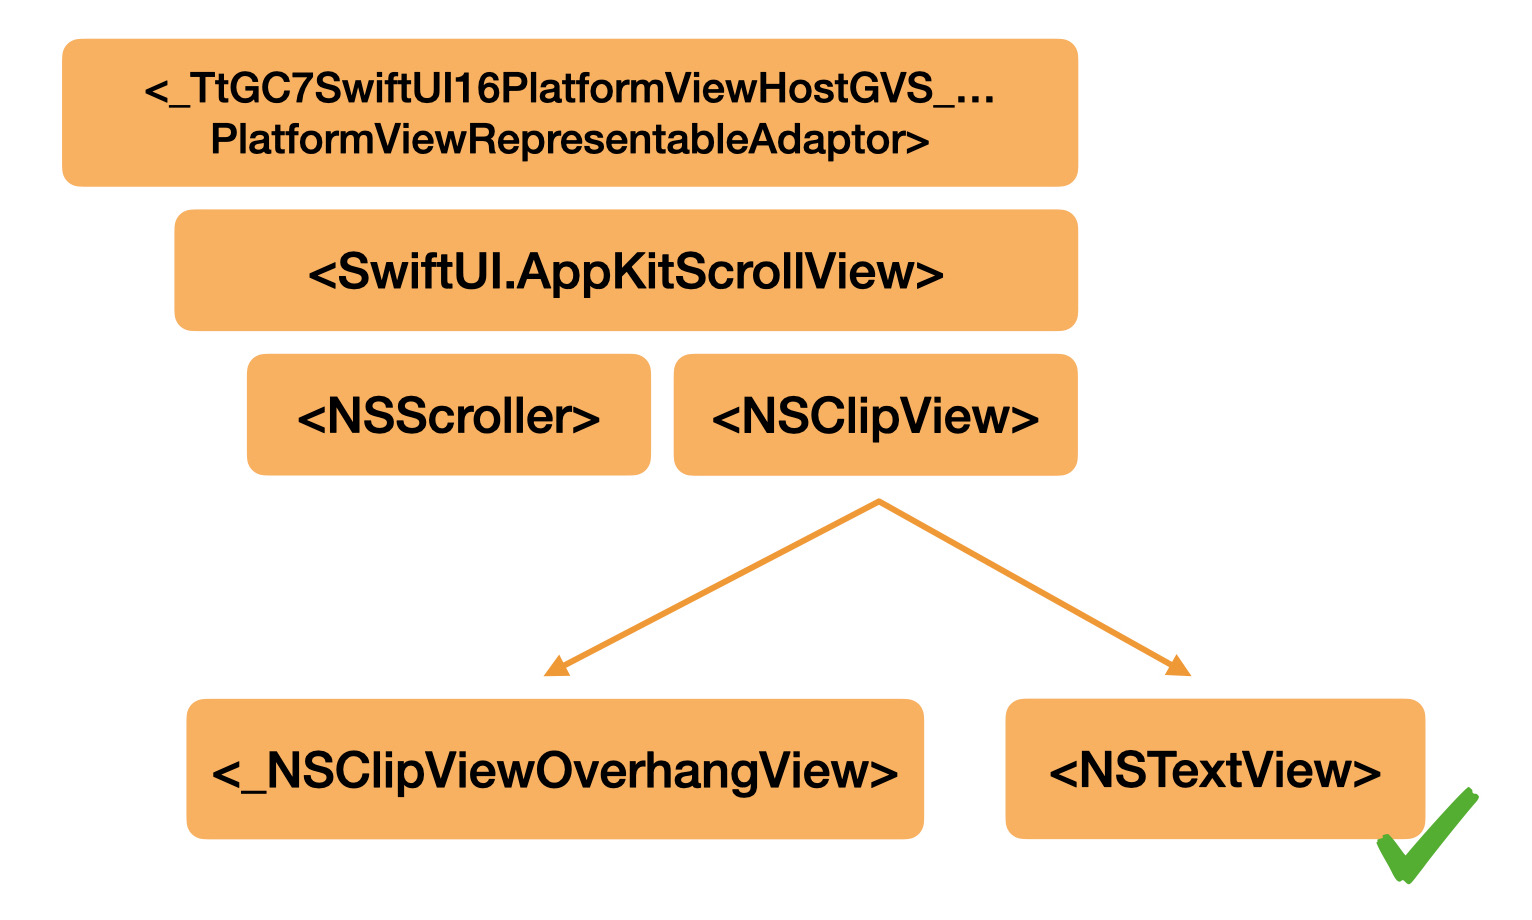 <_TtGC7SwiftUI16PlatformViewHostGVS_...
PlatformViewRepresentableAdaptor>
<SwiftUI.AppKitScrollView>
<NSScroller>
<NSClipView>
<_NSClipViewOverhangView>
<NSTextView>